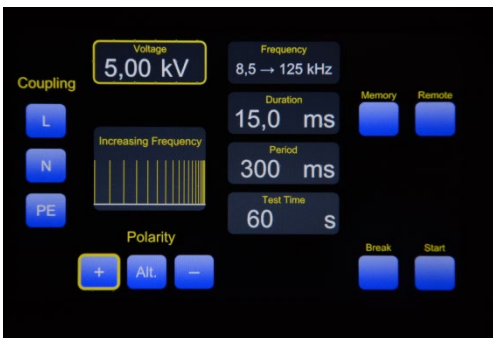 Voltage
5,00 kV
Frequency
8,5 → 125 kHz
Coupling
L
N
PE
Increasing Frequency
Duration
15,0 ms
Period
300 ms
Test Time
60 s
Memory
Remote
Polarity
+
Alt.
−
Break
Start